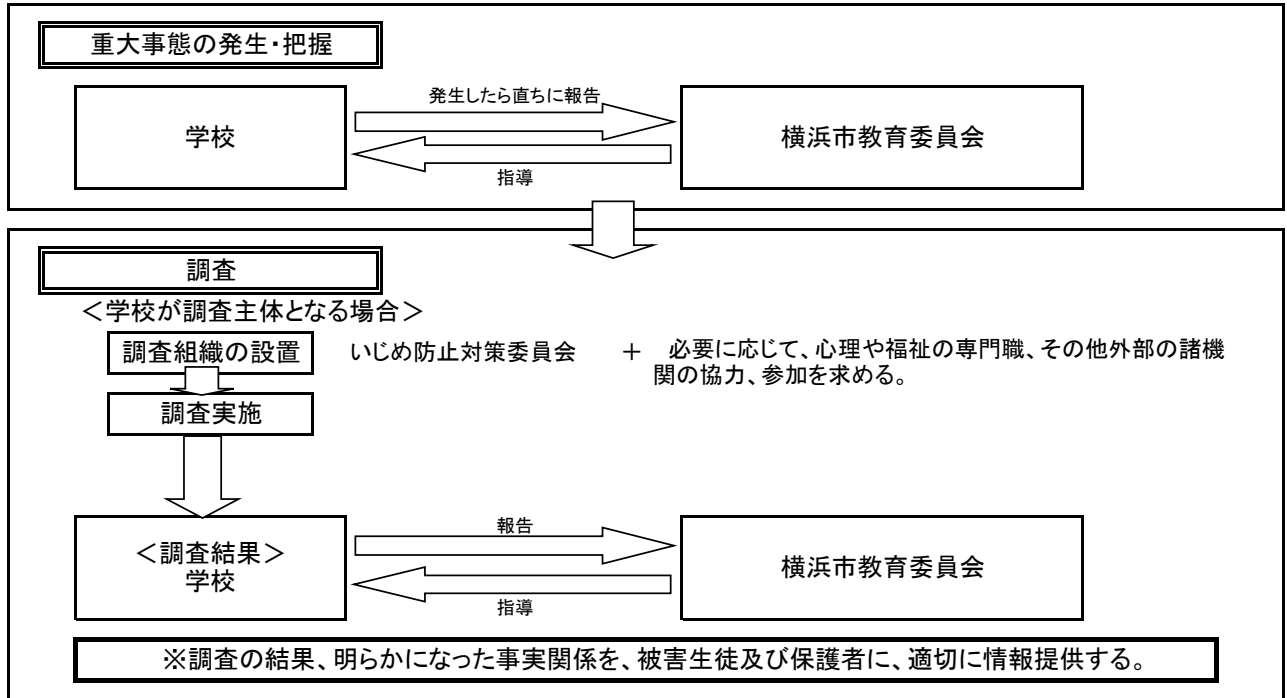 重大事態の発生・把握
発生したら直ちに報告
学校
横浜市教育委員会
指導
調査
＜学校が調査主体となる場合＞
調査組織の設置 いじめ防止対策委員会 ＋ 必要に応じて、心理や福祉の専門職、その他外部の諸機
関の協力、参加を求める。
調査実施
報告
＜調査結果＞
学校
横浜市教育委員会
指導
※調査の結果、明らかになった事実関係を、被害生徒及び保護者に、適切に情報提供する。